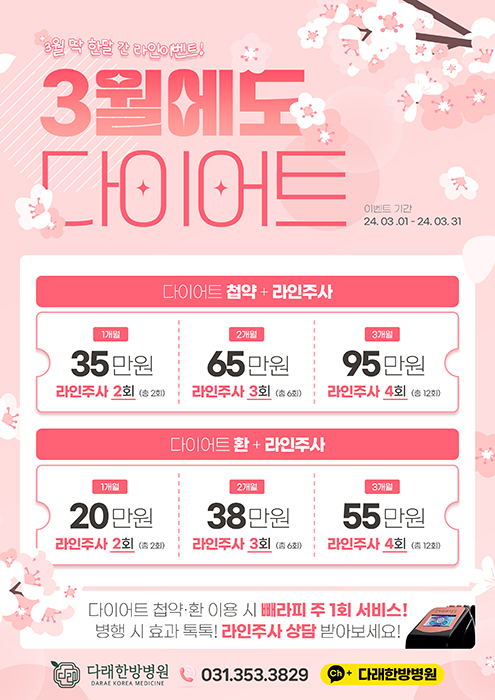 3월 딱 한달 간 라인이벤트!
3월에도
다이어트
이벤트 기간
24. 03 .01 - 24. 03. 31
다이어트 첩약 + 라인주사
1개월 2개월 3개월
35만원 65만원 95만원
라인주사 2회 (총 2회) 라인주사 3회 (총 6회) 라인주사 4회 (총 12회)
다이어트 환 + 라인주사
1개월 2개월 3개월
20만원 38만원 55만원
라인주사 2회 (총 2회) 라인주사 3회 (총 6회) 라인주사 4회 (총 12회)
다이어트 첩약·환 이용 시 빼라피 주 1회 서비스!
병행 시 효과 톡톡! 라인주사 상담 받아보세요!
다래한방병원 031.353.3829 Ch+ 다래한방병원
DARAE KOREA MEDICINE